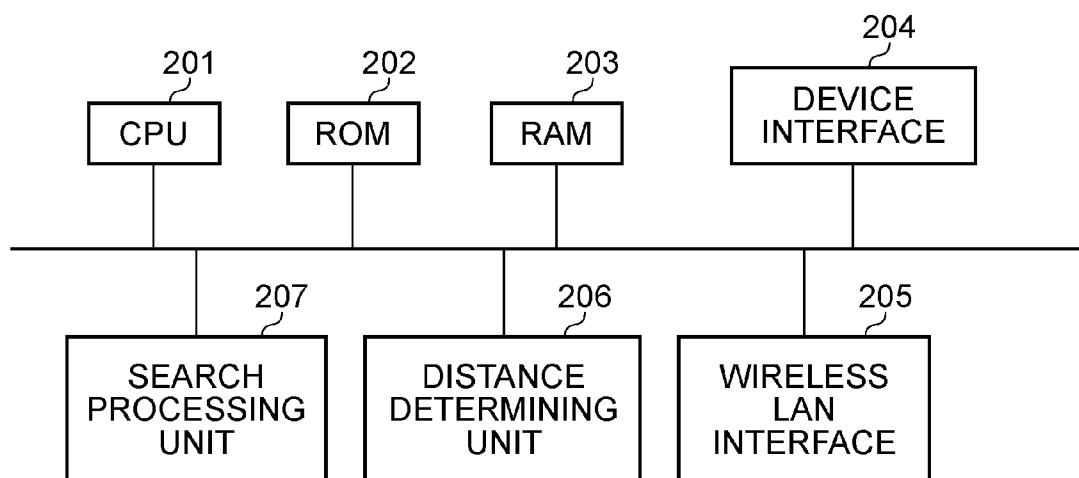 204
201
202
203
CPU
ROM
RAM
DEVICE
INTERFACE
207
206
205
SEARCH
PROCESSING
UNIT
DISTANCE
DETERMINING
UNIT
WIRELESS
LAN
INTERFACE